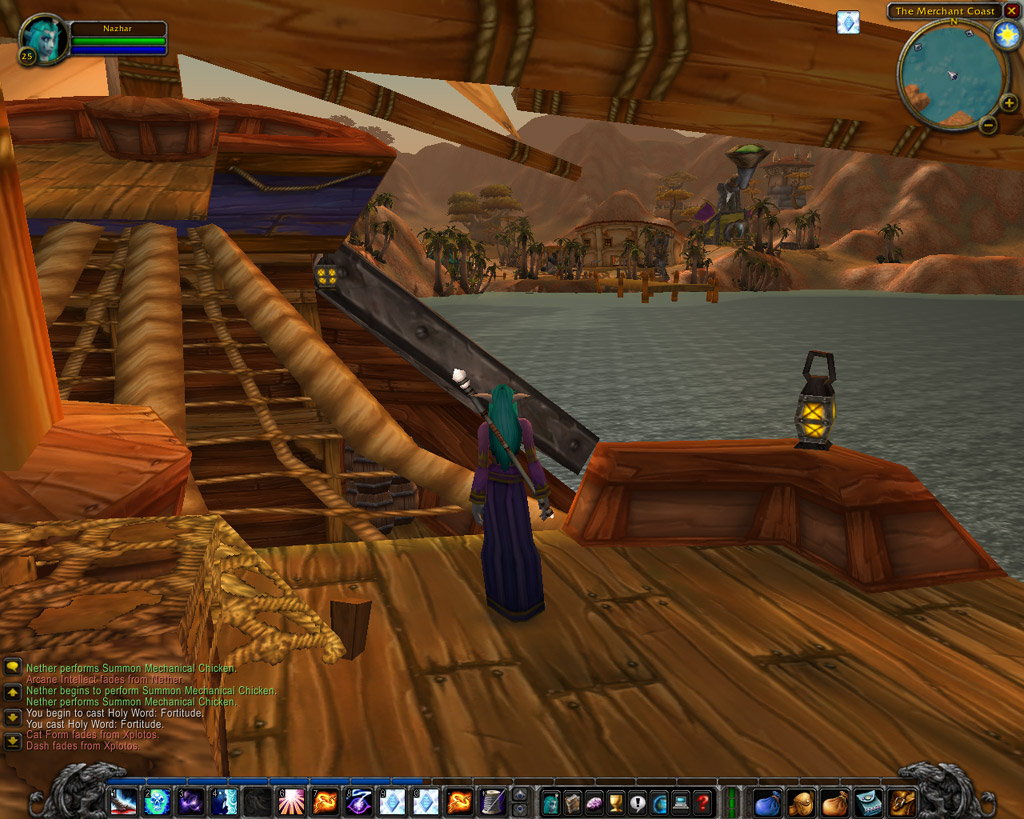 Nazhar
25
The Merchant Coast
N
Nether performs Summon Mechanical Chicken.
Arcane Intellect fades from Nether.
Nether begins to perform Summon Mechanical Chicken.
Nether performs Summon Mechanical Chicken.
You begin to cast Holy Word: Fortitude.
You cast Holy Word: Fortitude.
Cat Form fades from Xplotos.
Dash fades from Xplotos.